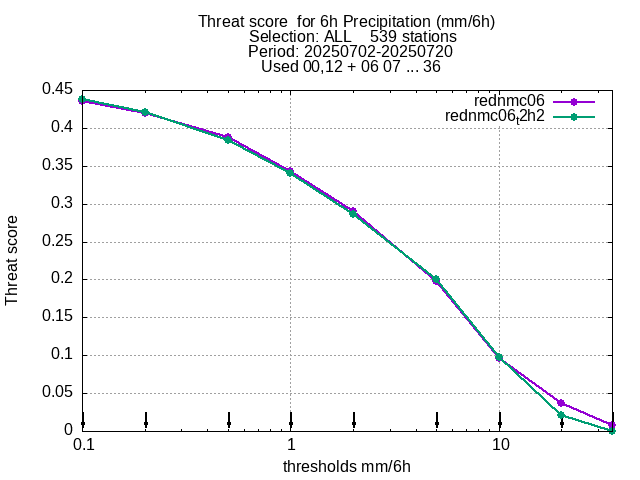 Threat score  for 6h Precipitation (mm/6h)
Selection: ALL    539 stations
Period: 20250702-20250720
Used 00,12 + 06 07 ... 36
rednmc06
rednmc06t2h2
0.45
0.4
0.35
0.3
0.25
0.2
0.15
0.1
0.05
0
Threat score
0.1 1 10
thresholds mm/6h